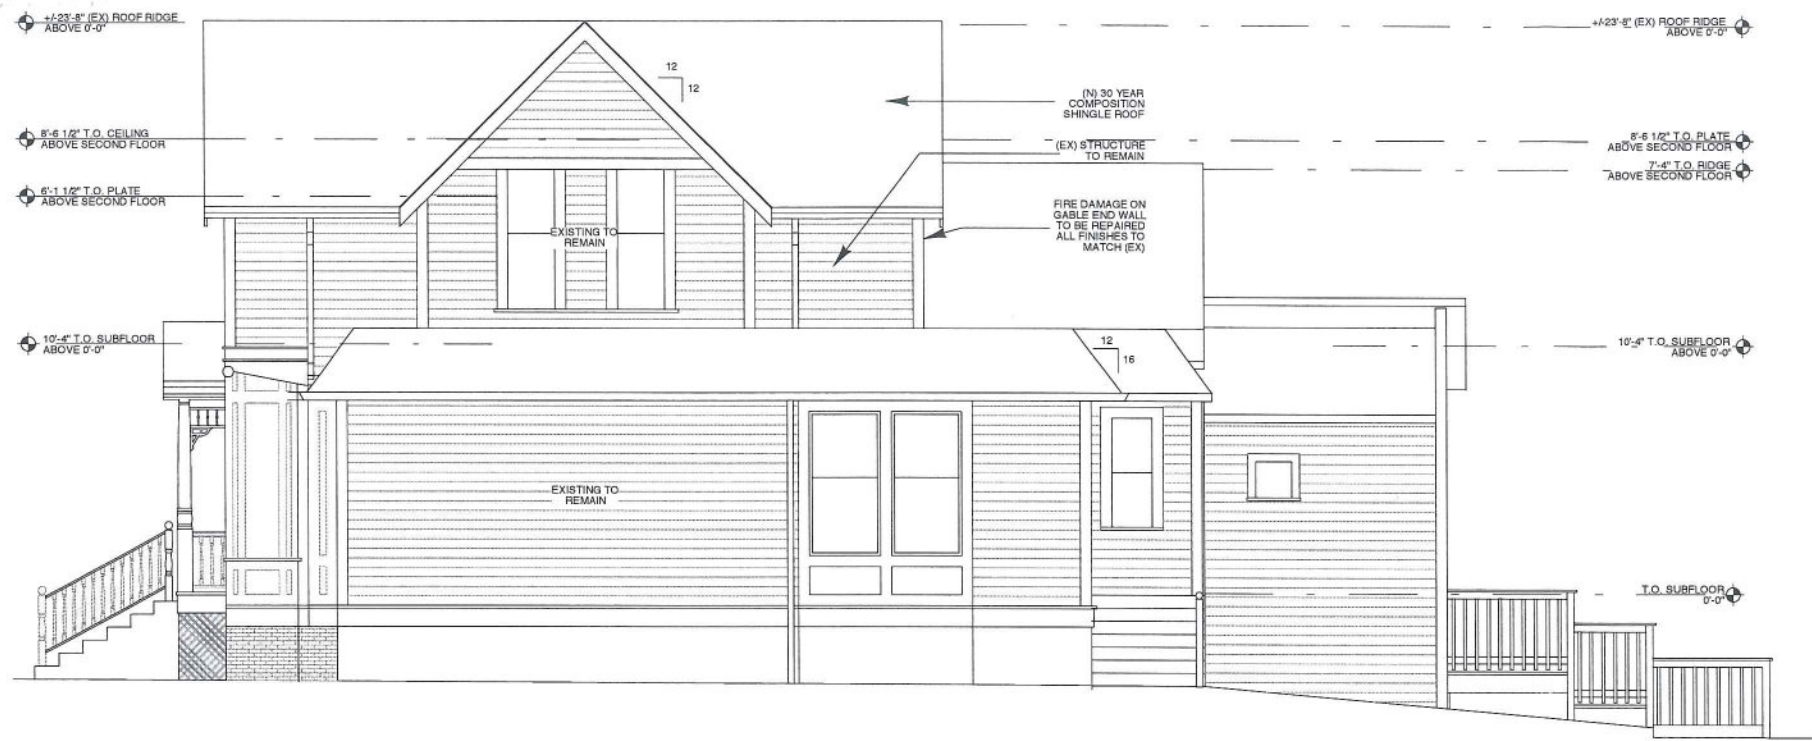 +/-23'-8" (EX) ROOF RIDGE
ABOVE 0'-0"
+/-23'-8" (EX) ROOF RIDGE
ABOVE 0'-0"
12
12
(N) 30 YEAR
COMPOSITION
SHINGLE ROOF
8'-6 1/2" T.O. CEILING
ABOVE SECOND FLOOR
(EX) STRUCTURE
TO REMAIN
8'-6 1/2" T.O. PLATE
ABOVE SECOND FLOOR
7'-4" T.O. RIDGE
ABOVE SECOND FLOOR
6'-1 1/2" T.O. PLATE
ABOVE SECOND FLOOR
FIRE DAMAGE ON
GABLE END WALL
TO BE REPAIRED
ALL FINISHES TO
MATCH (EX)
EXISTING TO
REMAIN
10'-4" T.O. SUBFLOOR
ABOVE 0'-0"
12
16
10'-4" T.O. SUBFLOOR
ABOVE 0'-0"
EXISTING TO
REMAIN
T.O. SUBFLOOR
0'-0"